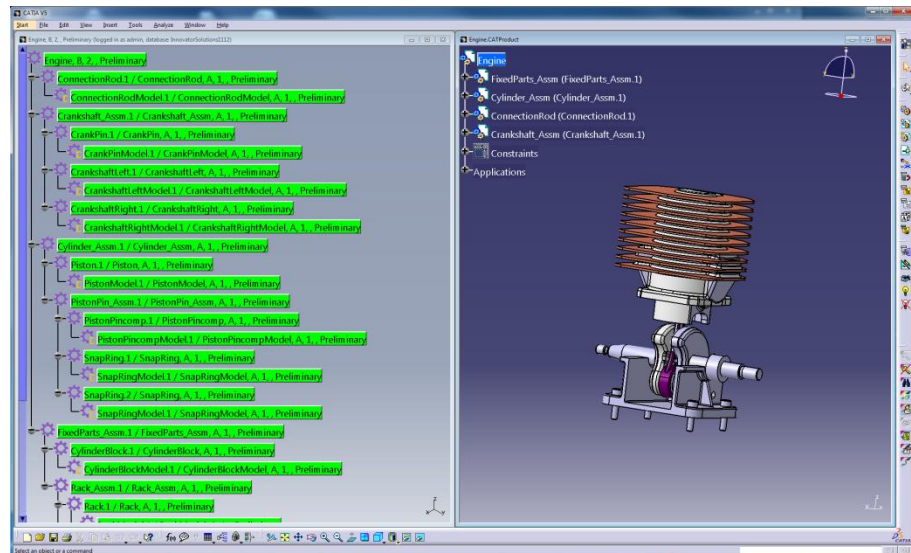 CATIA V5
Start File Edit View Insert Tools Analyze Window Help
Engine, B, 2, , Preliminary (logged in as admin, database: InnovatorSolutions2112)
Engine, B, 2, , Preliminary
ConnectionRod.1 / ConnectionRod, A, 1, , Preliminary
ConnectionRodModel.1 / ConnectionRodModel, A, 1, , Preliminary
Crankshaft_Assm.1 / Crankshaft_Assm, A, 1, , Preliminary
CrankPin.1 / CrankPin, A, 1, , Preliminary
CrankPinModel.1 / CrankPinModel, A, 1, , Preliminary
CrankshaftLeft.1 / CrankshaftLeft, A, 1, , Preliminary
CrankshaftLeftModel.1 / CrankshaftLeftModel, A, 1, , Preliminary
CrankshaftRight.1 / CrankshaftRight, A, 1, , Preliminary
CrankshaftRightModel.1 / CrankshaftRightModel, A, 1, , Preliminary
Cylinder_Assm.1 / Cylinder_Assm, A, 1, , Preliminary
Piston.1 / Piston, A, 1, , Preliminary
PistonModel.1 / PistonModel, A, 1, , Preliminary
PistonPin_Assm.1 / PistonPin_Assm, A, 1, , Preliminary
PistonPincomp.1 / PistonPincomp, A, 1, , Preliminary
PistonPincompModel.1 / PistonPincompModel, A, 1, , Preliminary
SnapRing.1 / SnapRing, A, 1, , Preliminary
SnapRingModel.1 / SnapRingModel, A, 1, , Preliminary
SnapRing.2 / SnapRing, A, 1, , Preliminary
SnapRingModel.1 / SnapRingModel, A, 1, , Preliminary
FixedParts_Assm.1 / FixedParts_Assm, A, 1, , Preliminary
CylinderBlock.1 / CylinderBlock, A, 1, , Preliminary
CylinderBlockModel.1 / CylinderBlockModel, A, 1, , Preliminary
Rack_Assm.1 / Rack_Assm, A, 1, , Preliminary
Rack.1 / Rack, A, 1, , Preliminary
Engine.CATProduct
Engine
FixedParts_Assm (FixedParts_Assm.1)
Cylinder_Assm (Cylinder_Assm.1)
ConnectionRod (ConnectionRod.1)
Crankshaft_Assm (Crankshaft_Assm.1)
Constraints
Applications
Select an object or a command